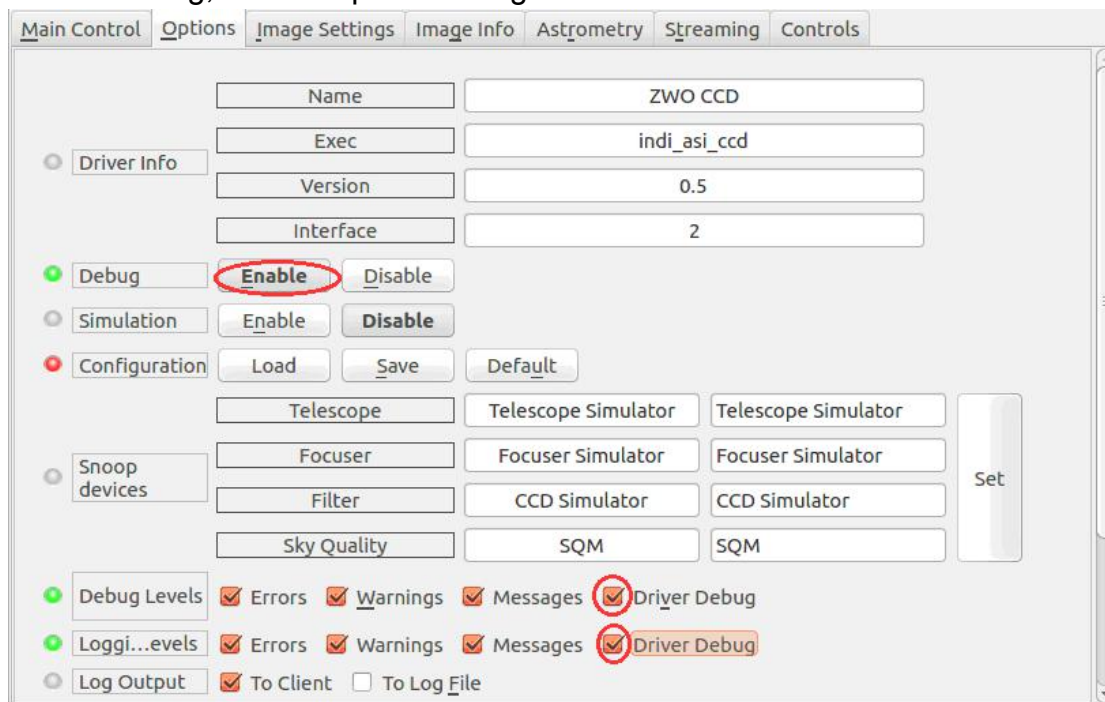 Main Control Options Image Settings Image Info Astrometry Streaming Controls
Name ZWO CCD
Exec indi_asi_ccd
Driver Info
Version 0.5
Interface 2
Debug Enable Disable
Simulation Enable Disable
Configuration Load Save Default
Telescope Telescope Simulator Telescope Simulator
Focuser Focuser Simulator Focuser Simulator
Snoop devices
Set
Filter CCD Simulator CCD Simulator
Sky Quality SQM SQM
Debug Levels Errors Warnings Messages Driver Debug
Loggi...evels Errors Warnings Messages Driver Debug
Log Output To Client To Log File